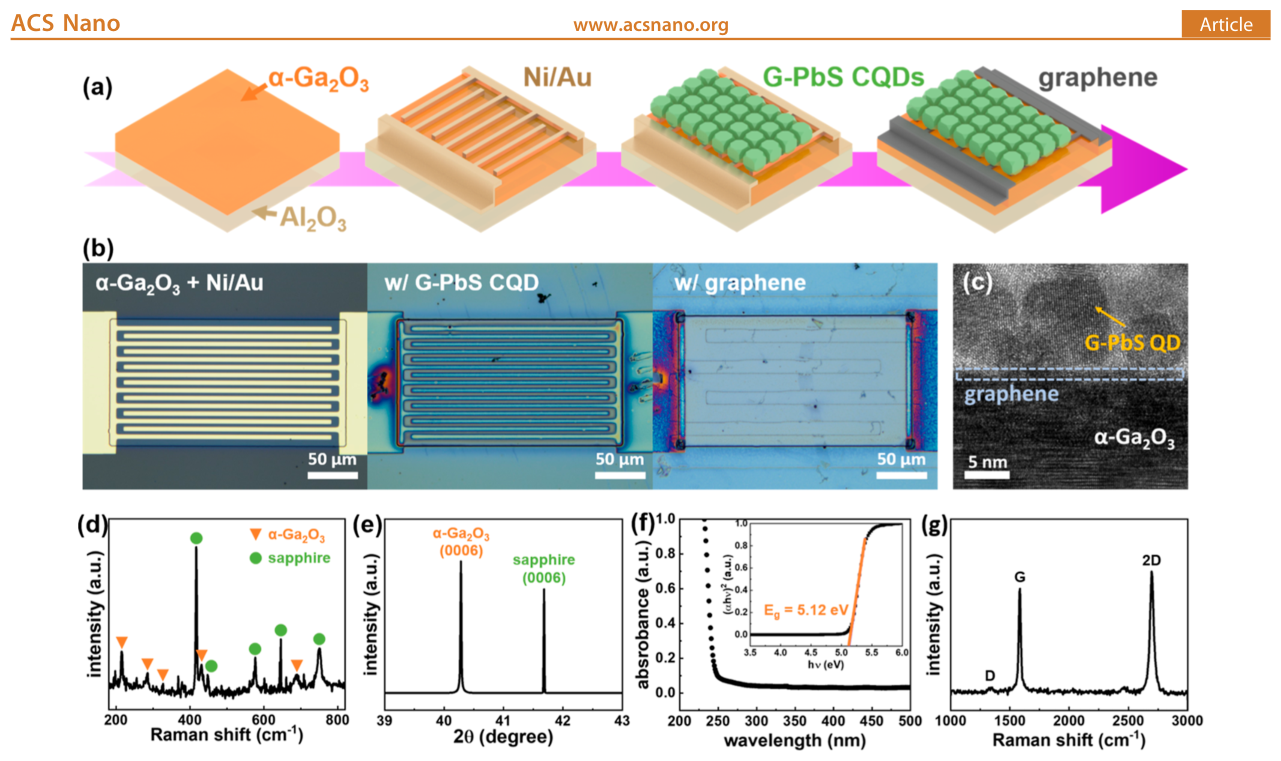 ACS Nano
www.acsnano.org
Article
(a)
α-Ga₂O₃
Ni/Au
G-PbS CQDs
graphene
Al₂O₃
(b)
α-Ga₂O₃ + Ni/Au
w/ G-PbS CQD
w/ graphene
50 μm
50 μm
50 μm
(c)
G-PbS QD
graphene
α-Ga₂O₃
5 nm
(d)
α-Ga₂O₃
sapphire
intensity (a.u.)
200
400
600
800
Raman shift (cm⁻¹)
(e)
α-Ga₂O₃
(0006)
sapphire
(0006)
intensity (a.u.)
39
40
41
42
43
2θ (degree)
(f)
absrobance (a.u.)
1.0
0.8
0.6
0.4
0.2
0.0
200
250
300
350
400
450
500
wavelength (nm)
(αhν)² (a.u.)
1.0
0.8
0.6
0.4
0.2
0.0
E_g = 5.12 eV
3.5
4.0
4.5
5.0
5.5
6.0
hν (eV)
(g)
intensity (a.u.)
D
G
2D
1000
1500
2000
2500
3000
Raman shift (cm⁻¹)